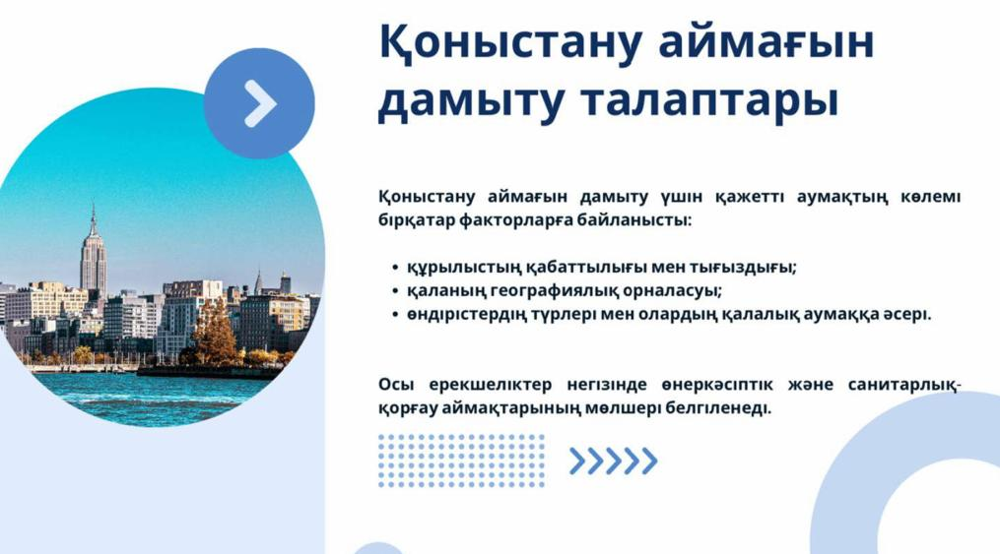 Қоныстану аймағын
дамыту талаптары
Қоныстану аймағын дамыту үшін қажетті аумақтың көлемі
бірқатар факторларға байланысты:
• құрылыстың қабаттылығы мен тығыздығы;
• қаланың географиялық орналасуы;
• өндірістердің түрлері мен олардың қалалық аумаққа әсері.
Осы ерекшеліктер негізінде өнеркәсіптік және санитарлық-
қорғау аймақтарының мөлшері белгіленеді.